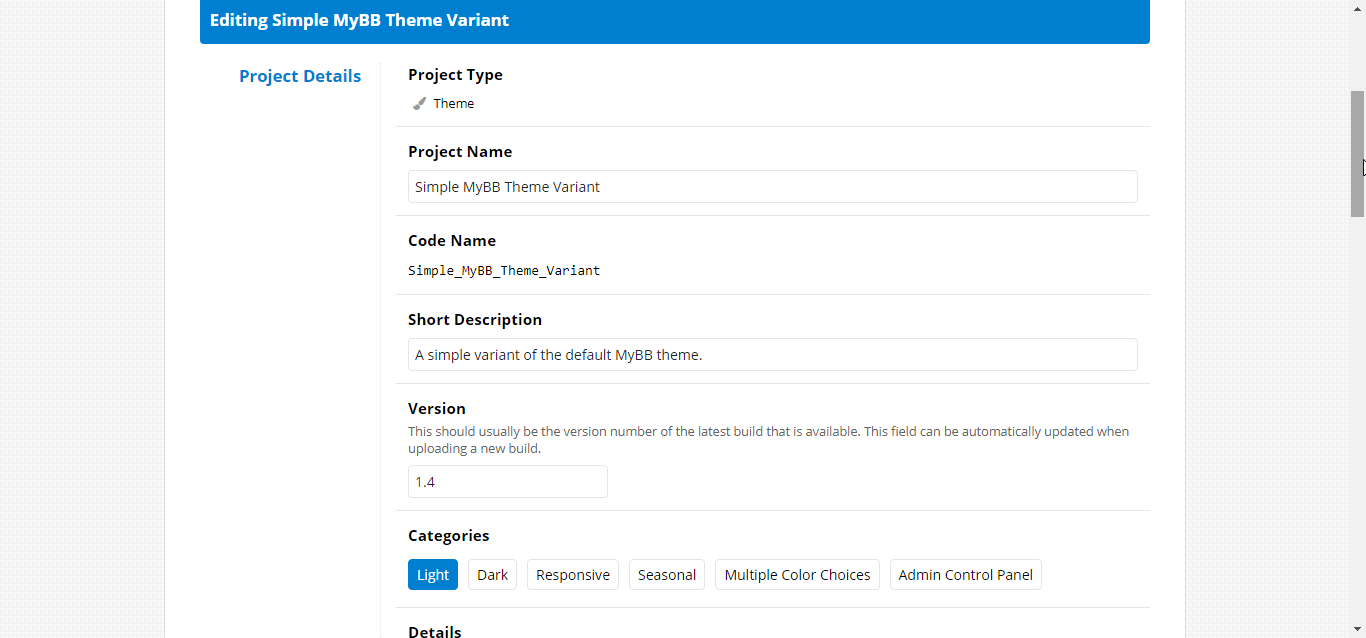 Editing Simple MyBB Theme Variant
Project Details
Project Type
Theme
Project Name
Simple MyBB Theme Variant
Code Name
Simple_MyBB_Theme_Variant
Short Description
A simple variant of the default MyBB theme.
Version
This should usually be the version number of the latest build that is available. This field can be automatically updated when
uploading a new build.
1.4
Categories
Light Dark Responsive Seasonal Multiple Color Choices Admin Control Panel
Details